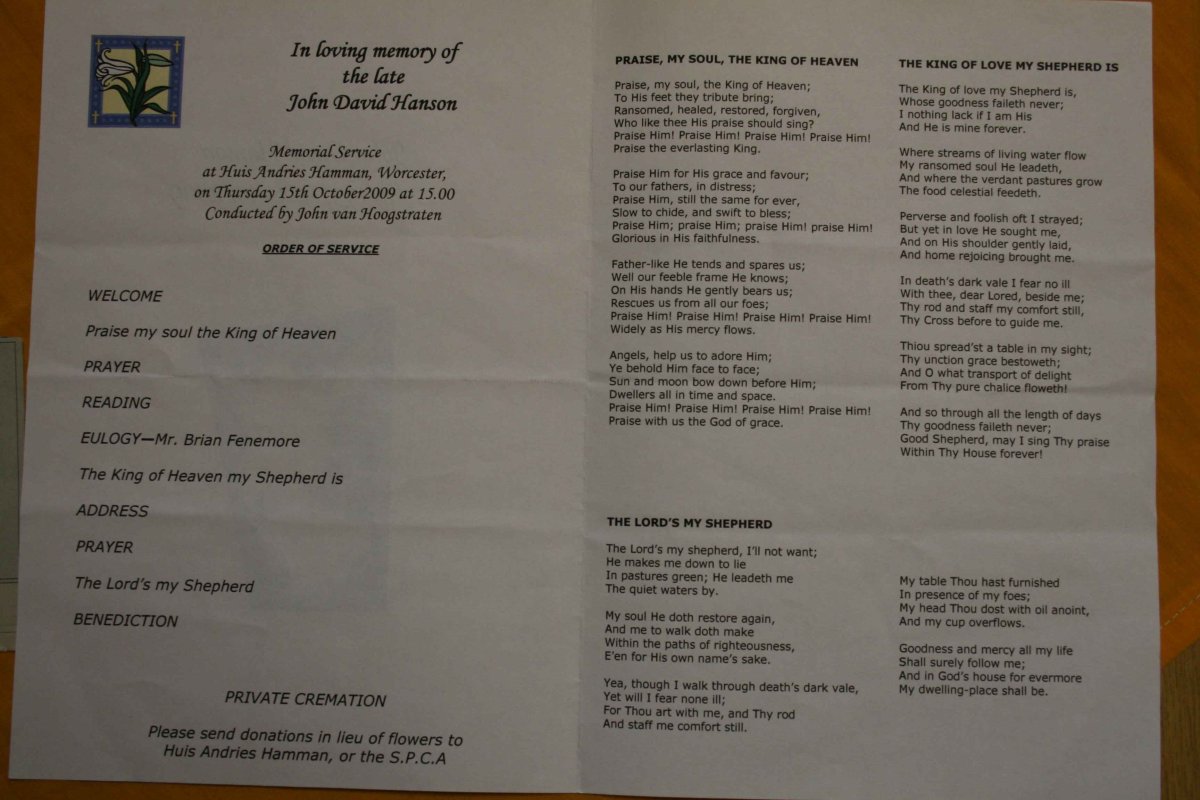 In loving memory of
the late
John David Hanson
Memorial Service
at Huis Andries Hamman, Worcester,
on Thursday 15th October2009 at 15.00
Conducted by John van Hoogstraten
ORDER OF SERVICE
WELCOME
Praise my soul the King of Heaven
PRAYER
READING
EULOGY—Mr. Brian Fenemore
The King of Heaven my Shepherd is
ADDRESS
PRAYER
The Lord's my Shepherd
BENEDICTION
PRIVATE CREMATION
Please send donations in lieu of flowers to
Huis Andries Hamman, or the S.P.C.A
PRAISE, MY SOUL, THE KING OF HEAVEN
Praise, my soul, the King of Heaven;
To His feet they tribute bring;
Ransomed, healed, restored, forgiven,
Who like thee His praise should sing?
Praise Him! Praise Him! Praise Him! Praise Him!
Praise the everlasting King.
Praise Him for His grace and favour;
To our fathers, in distress;
Praise Him, still the same for ever,
Slow to chide, and swift to bless;
Praise Him; praise Him; praise Him! praise Him!
Glorious in His faithfulness.
Father-like He tends and spares us;
Well our feeble frame He knows;
On His hands He gently bears us;
Rescues us from all our foes;
Praise Him! Praise Him! Praise Him! Praise Him!
Widely as His mercy flows.
Angels, help us to adore Him;
Ye behold Him face to face;
Sun and moon bow down before Him;
Dwellers all in time and space.
Praise Him! Praise Him! Praise Him! Praise Him!
Praise with us the God of grace.
THE KING OF LOVE MY SHEPHERD IS
The King of love my Shepherd is,
Whose goodness faileth never;
I nothing lack if I am His
And He is mine forever.
Where streams of living water flow
My ransomed soul He leadeth,
And where the verdant pastures grow
The food celestial feedeth.
Perverse and foolish oft I strayed;
But yet in love He sought me,
And on His shoulder gently laid,
And home rejoicing brought me.
In death's dark vale I fear no ill
With thee, dear Lored, beside me;
Thy rod and staff my comfort still,
Thy Cross before to guide me.
Thiou spread'st a table in my sight;
Thy unction grace bestoweth;
And O what transport of delight
From Thy pure chalice floweth!
And so through all the length of days
Thy goodness faileth never;
Good Shepherd, may I sing Thy praise
Within Thy House forever!
THE LORD'S MY SHEPHERD
The Lord's my shepherd, I'll not want;
He makes me down to lie
In pastures green; He leadeth me
The quiet waters by.
My soul He doth restore again,
And me to walk doth make
Within the paths of righteousness,
E'en for His own name's sake.
Yea, though I walk through death's dark vale,
Yet will I fear none ill;
For Thou art with me, and Thy rod
And staff me comfort still.
My table Thou hast furnished
In presence of my foes;
My head Thou dost with oil anoint,
And my cup overflows.
Goodness and mercy all my life
Shall surely follow me;
And in God's house for evermore
My dwelling-place shall be.